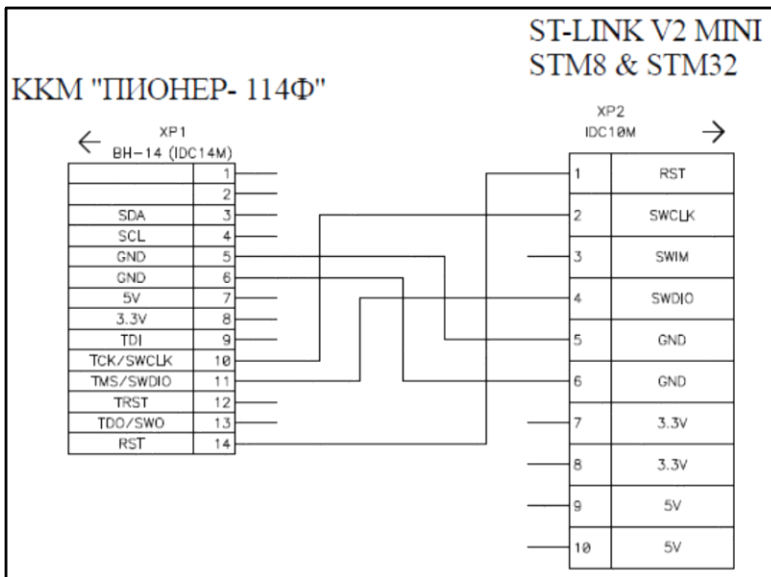 ST-LINK V2 MINI
STM8 & STM32
ККМ "ПИОНЕР- 114Ф"
XP1
BH-14 (IDC14M)
1
2
SDA 3
SCL 4
GND 5
GND 6
5V 7
3.3V 8
TDI 9
TCK/SWCLK 10
TMS/SWDIO 11
TRST 12
TDO/SWO 13
RST 14
XP2
IDC10M
1 RST
2 SWCLK
3 SWIM
4 SWDIO
5 GND
6 GND
7 3.3V
8 3.3V
9 5V
10 5V